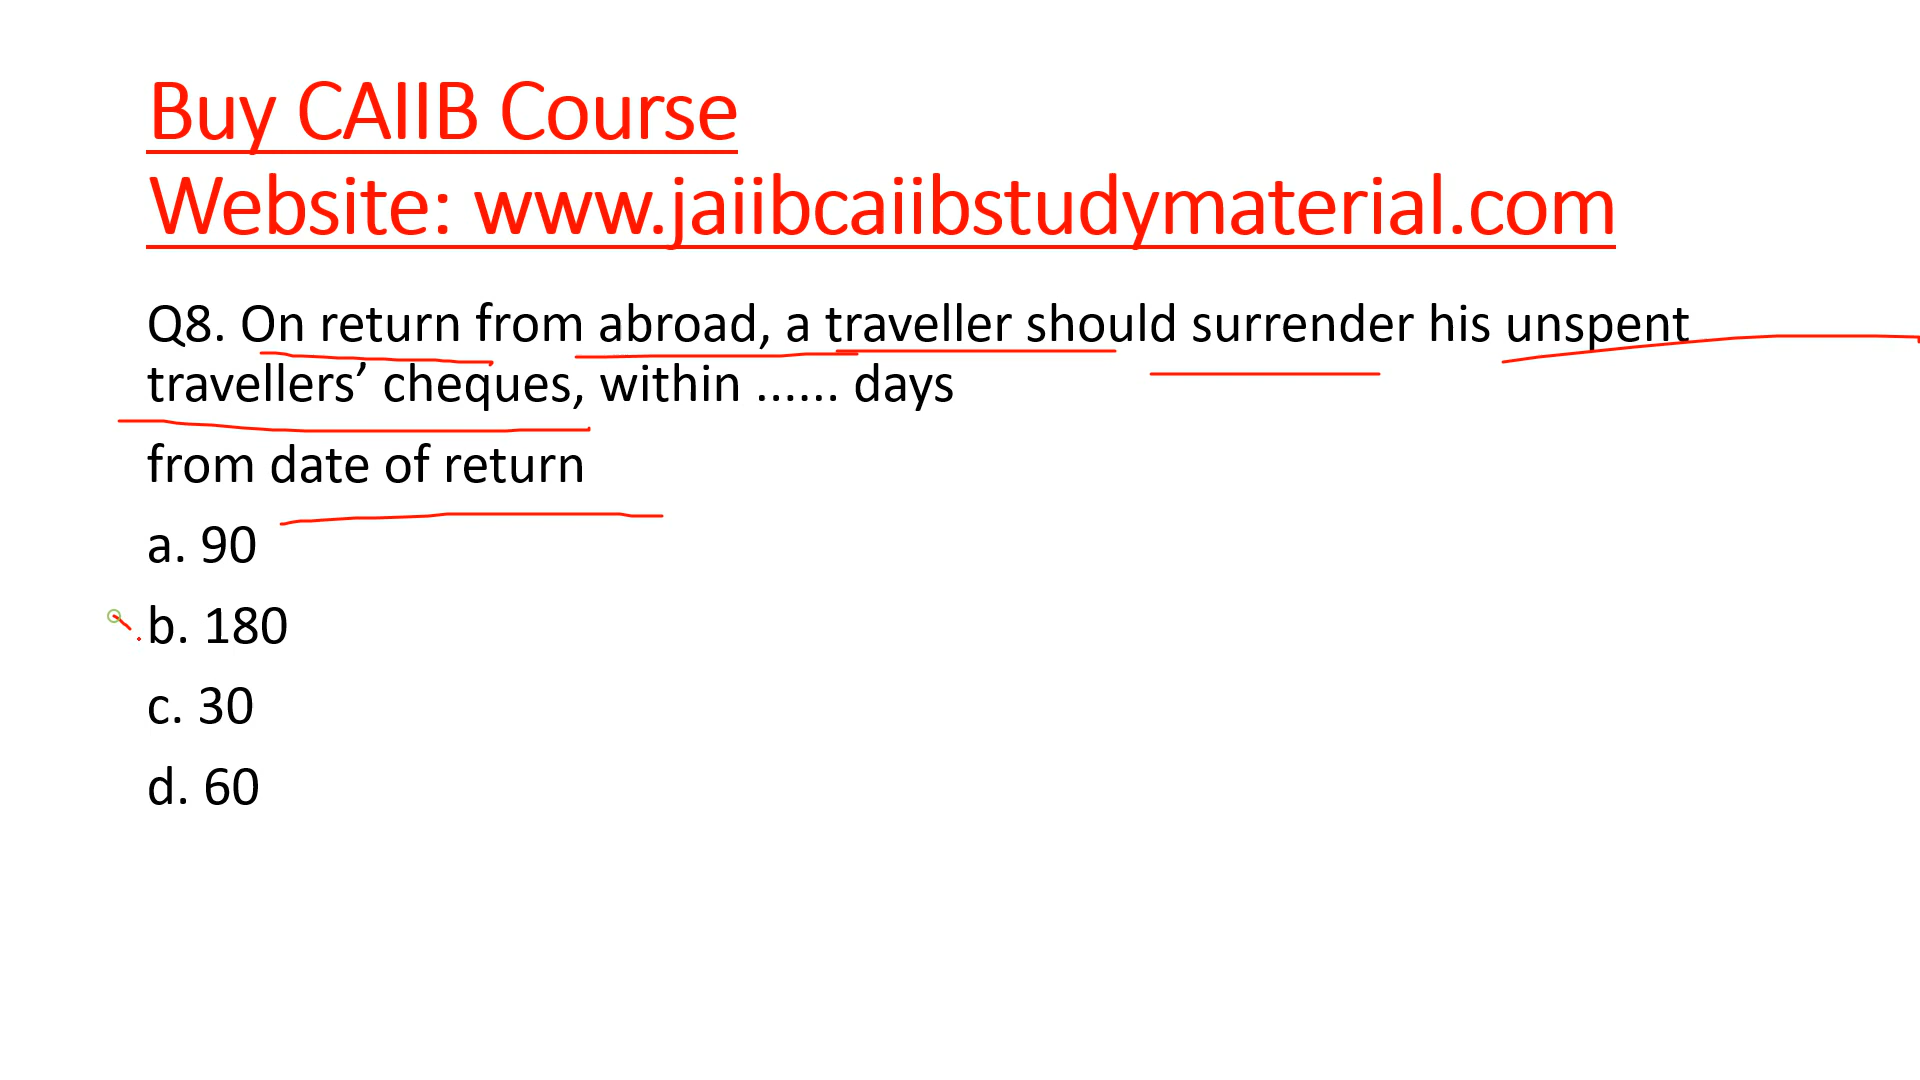 Buy CAIIB Course
Website: www.jaiibcaiibstudymaterial.com
Q8. On return from abroad, a traveller should surrender his unspent
travellers’ cheques, within ...... days
from date of return
a. 90
b. 180
c. 30
d. 60